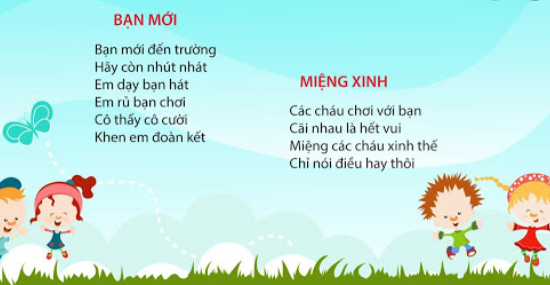 BẠN MỚI
Bạn mới đến trường
Hãy còn nhút nhát
Em dạy bạn hát
Em rủ bạn chơi
Cô thấy cô cười
Khen em đoàn kết
MIỆNG XINH
Các cháu chơi với bạn
Cãi nhau là hết vui
Miệng các cháu xinh thế
Chỉ nói điều hay thôi